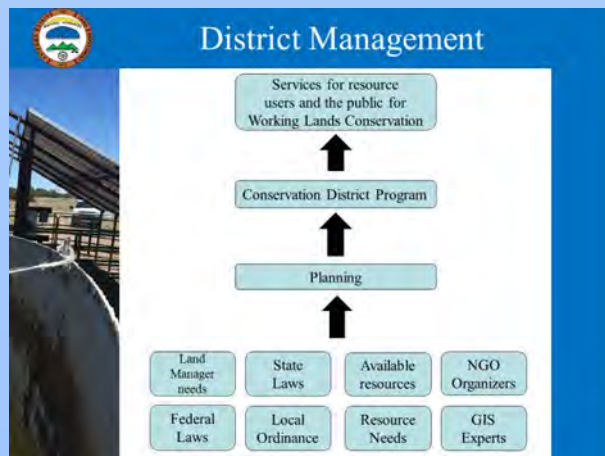 District Management
Services for resource
users and the public for
Working Lands Conservation
Conservation District Program
Planning
Land
Manager
needs
State
Laws
Available
resources
NGO
Organizers
Federal
Laws
Local
Ordinance
Resource
Needs
GIS
Experts